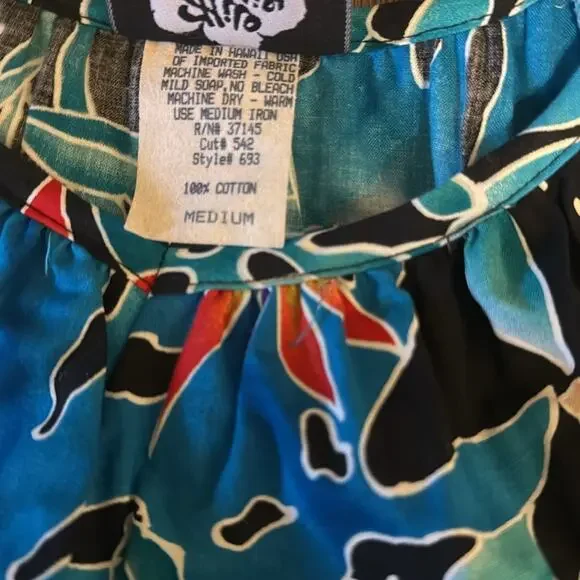 Hilo
MADE IN HAWAII USA
OF IMPORTED FABRIC
MACHINE WASH - COLD
MILD SOAP, NO BLEACH
MACHINE DRY - WARM
USE MEDIUM IRON
R/N# 37145
Cut# 542
Style# 693
100% COTTON
MEDIUM